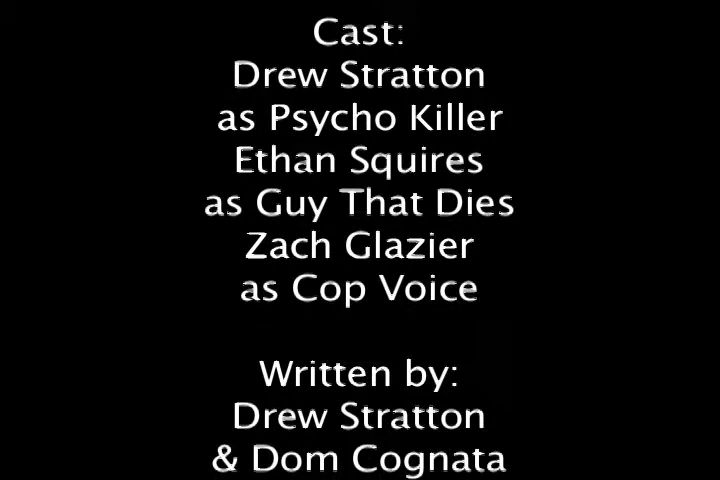 Cast:
Drew Stratton
as Psycho Killer
Ethan Squires
as Guy That Dies
Zach Glazier
as Cop Voice
Written by:
Drew Stratton
& Dom Cognata